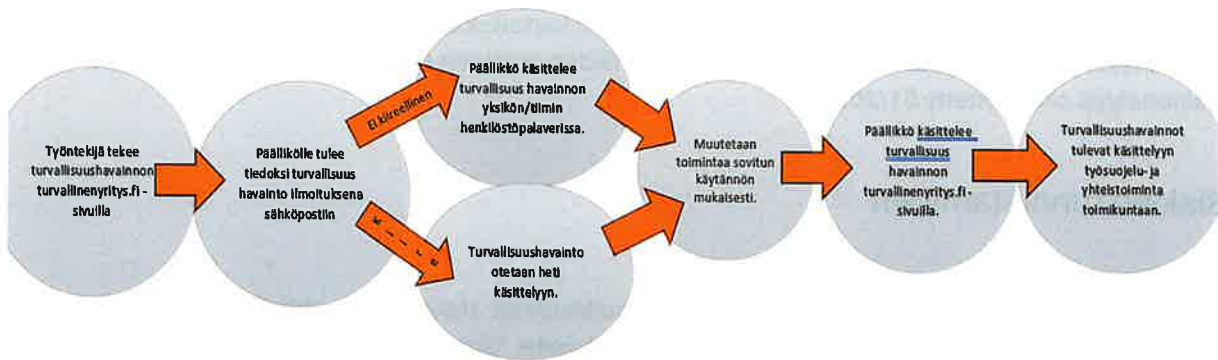 Työntekijä tekee
turvallisuushavainnon
turvallinenyritys.fi -
sivuilla
Päällikölle tulee
tiedoksi turvallisuus
havainto ilmoituksena
sähköpostiin
Ei kiireellinen
Päällikkö käsittelee
turvallisuus havainnon
yksikön/tiimin
henkilöstöpalaverissa.
Turvallisuushavainto
otetaan heti
käsittelyyn.
Muutetaan
toimintaa sovitun
käytännön
mukaisesti.
Päällikkö käsittelee
turvallisuus
havainnon
turvallinenyritys.fi -
sivuilla.
Turvallisuushavainnot
tulevat käsittelyyn
työsuojelu- ja
yhteistoiminta
toimikuntaan.